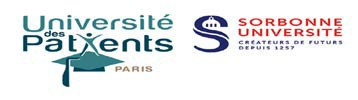 Université
des
Patients
PARIS
SORBONNE
UNIVERSITÉ
CRÉATEURS DE FUTURS
DEPUIS 1257